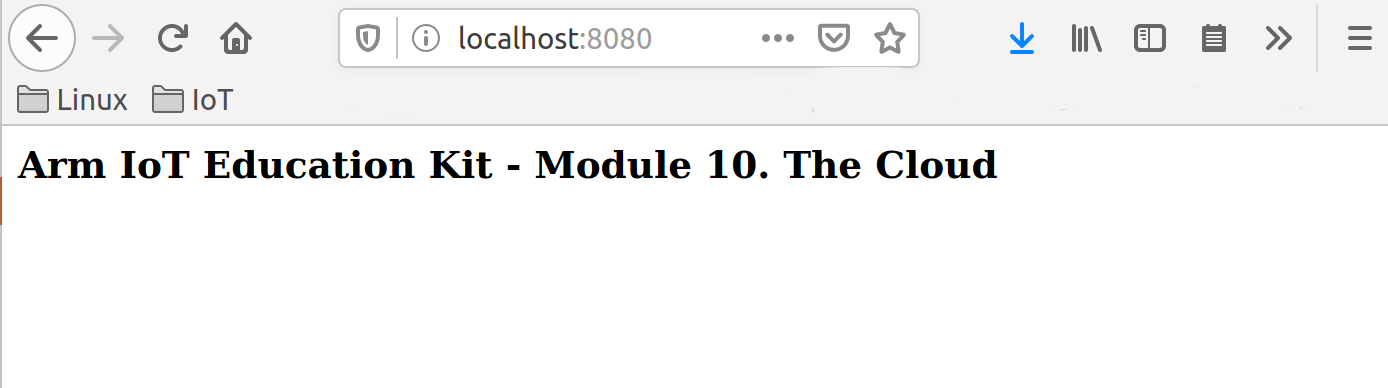 localhost:8080
Linux IoT
Arm IoT Education Kit - Module 10. The Cloud